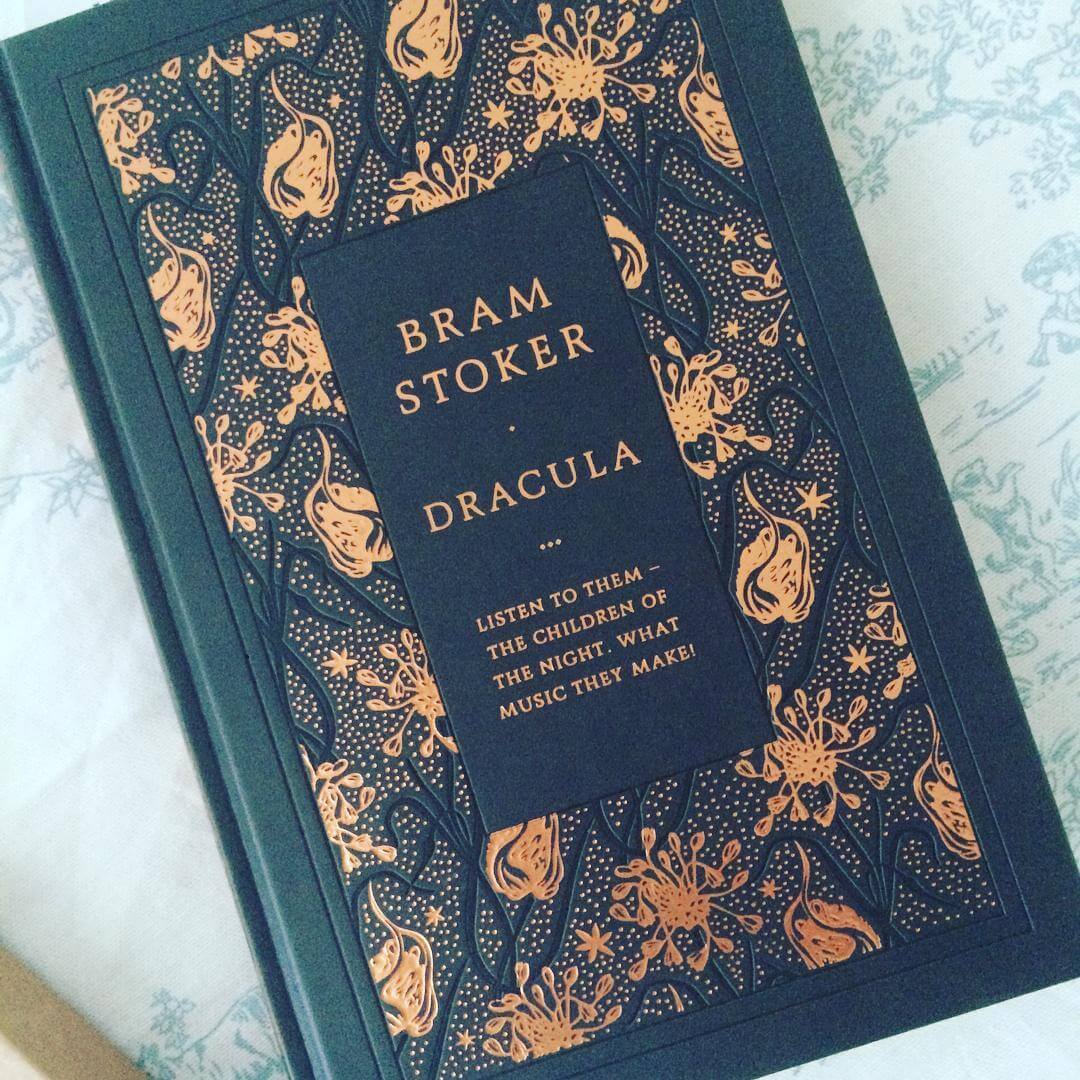 BRAM
STOKER
DRACULA
LISTEN TO THEM –
THE CHILDREN OF
THE NIGHT. WHAT
MUSIC THEY MAKE!